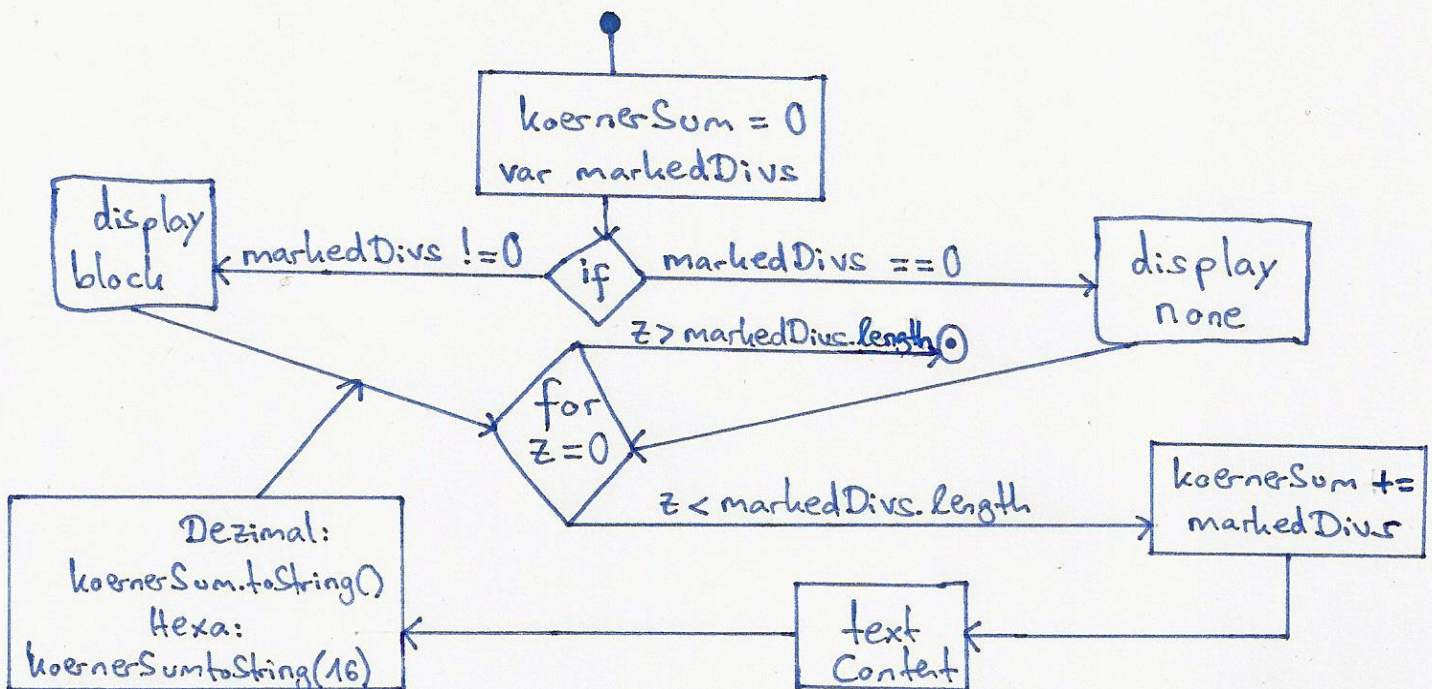 koernerSum = 0
var markedDivs
display
block
markedDivs != 0
if
markedDivs == 0
display
none
z > markedDivs.length
for
z = 0
z < markedDivs.length
koernerSum +=
markedDivs
Dezimal:
koernerSum.toString()
Hexa:
koernerSumtoString(16)
text
Content